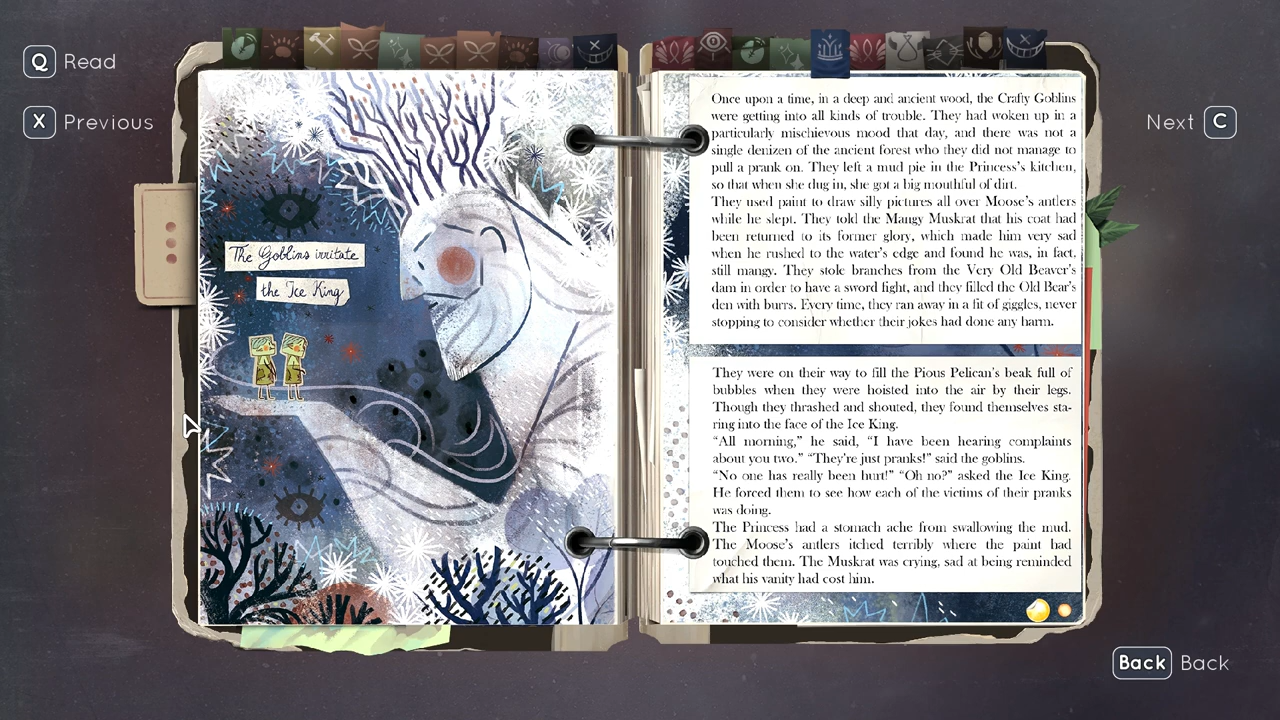 Q Read
X Previous
Next C
The Goblins irritate
the Ice King
Once upon a time, in a deep and ancient wood, the Crafty Goblins
were getting into all kinds of trouble. They had woken up in a
particularly mischievous mood that day, and there was not a
single denizen of the ancient forest who they did not manage to
pull a prank on. They left a mud pie in the Princess's kitchen,
so that when she dug in, she got a big mouthful of dirt.
They used paint to draw silly pictures all over Moose's antlers
while he slept. They told the Mangy Muskrat that his coat had
been returned to its former glory, which made him very sad
when he rushed to the water's edge and found he was, in fact,
still mangy. They stole branches from the Very Old Beaver's
dam in order to have a sword fight, and they filled the Old Bear's
den with burrs. Every time, they ran away in a fit of giggles, never
stopping to consider whether their jokes had done any harm.
They were on their way to fill the Pious Pelican's beak full of
bubbles when they were hoisted into the air by their legs.
Though they thrashed and shouted, they found themselves sta-
ring into the face of the Ice King.
“All morning,” he said, “I have been hearing complaints
about you two.” “They're just pranks!” said the goblins.
“No one has really been hurt!” “Oh no?” asked the Ice King.
He forced them to see how each of the victims of their pranks
was doing.
The Princess had a stomach ache from swallowing the mud.
The Moose's antlers itched terribly where the paint had
touched them. The Muskrat was crying, sad at being reminded
what his vanity had cost him.
Back Back